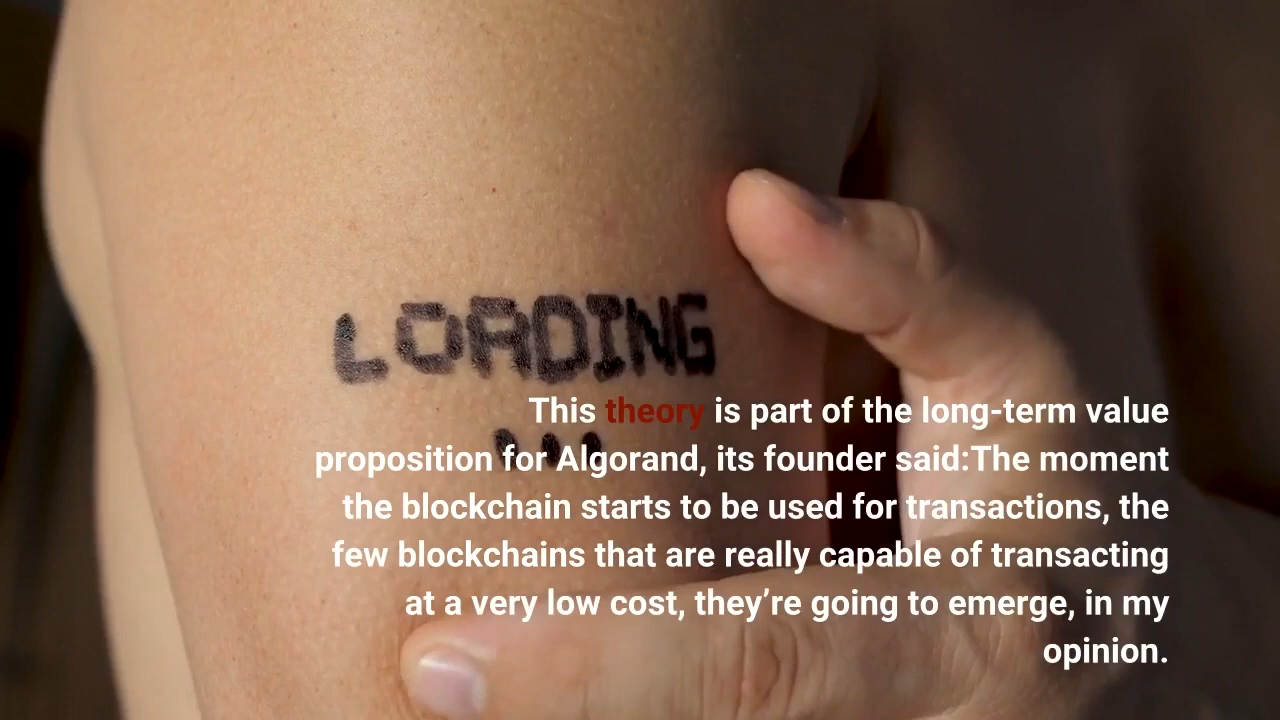 LOADING
...
This theory is part of the long-term value
proposition for Algorand, its founder said:The moment
the blockchain starts to be used for transactions, the
few blockchains that are really capable of transacting
at a very low cost, they’re going to emerge, in my
opinion.